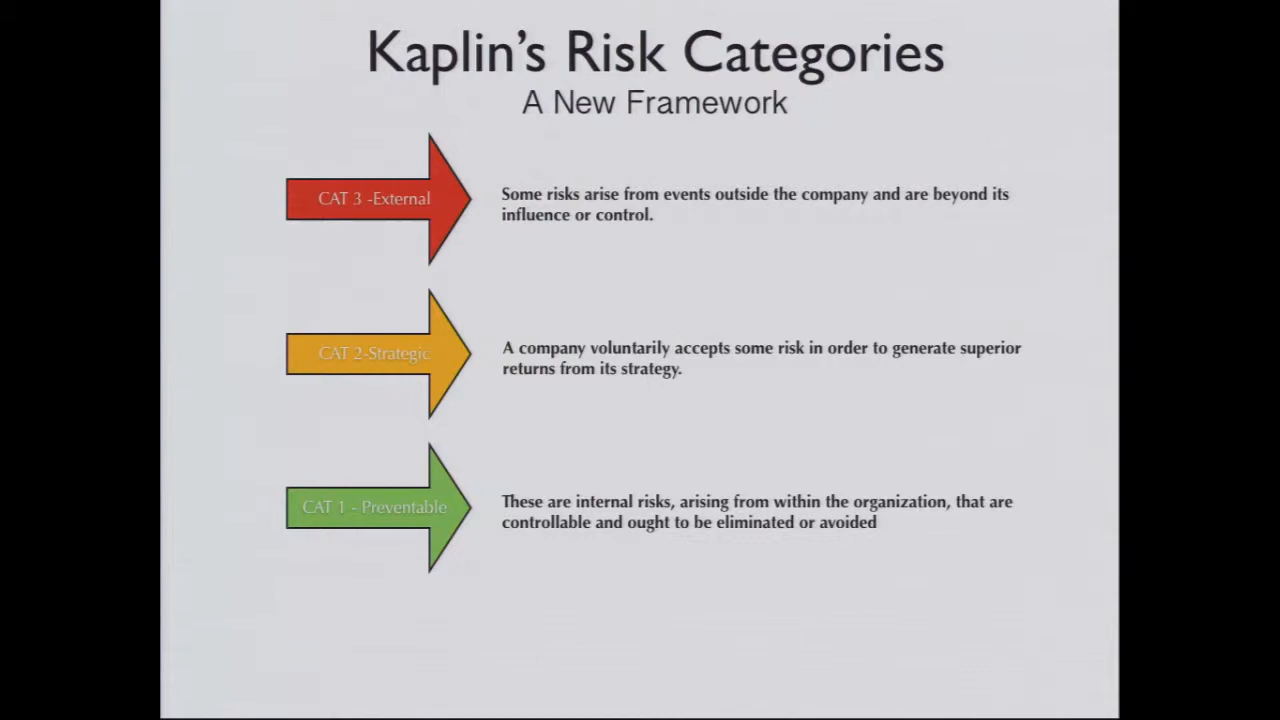 Kaplin's Risk Categories
A New Framework
CAT 3 -External
Some risks arise from events outside the company and are beyond its
influence or control.
CAT 2-Strategic
A company voluntarily accepts some risk in order to generate superior
returns from its strategy.
CAT 1 - Preventable
These are internal risks, arising from within the organization, that are
controllable and ought to be eliminated or avoided